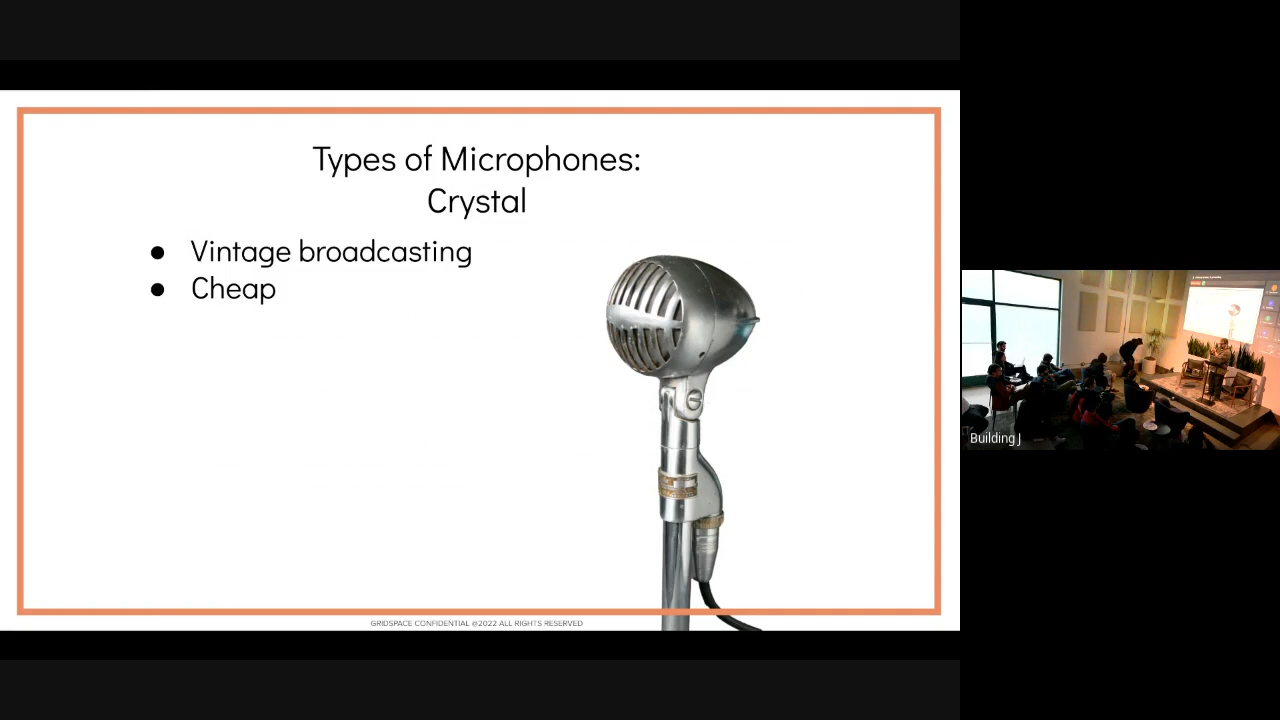 Types of Microphones:
Crystal
● Vintage broadcasting
● Cheap
GRIDSPACE CONFIDENTIAL @2022 ALL RIGHTS RESERVED
Building J